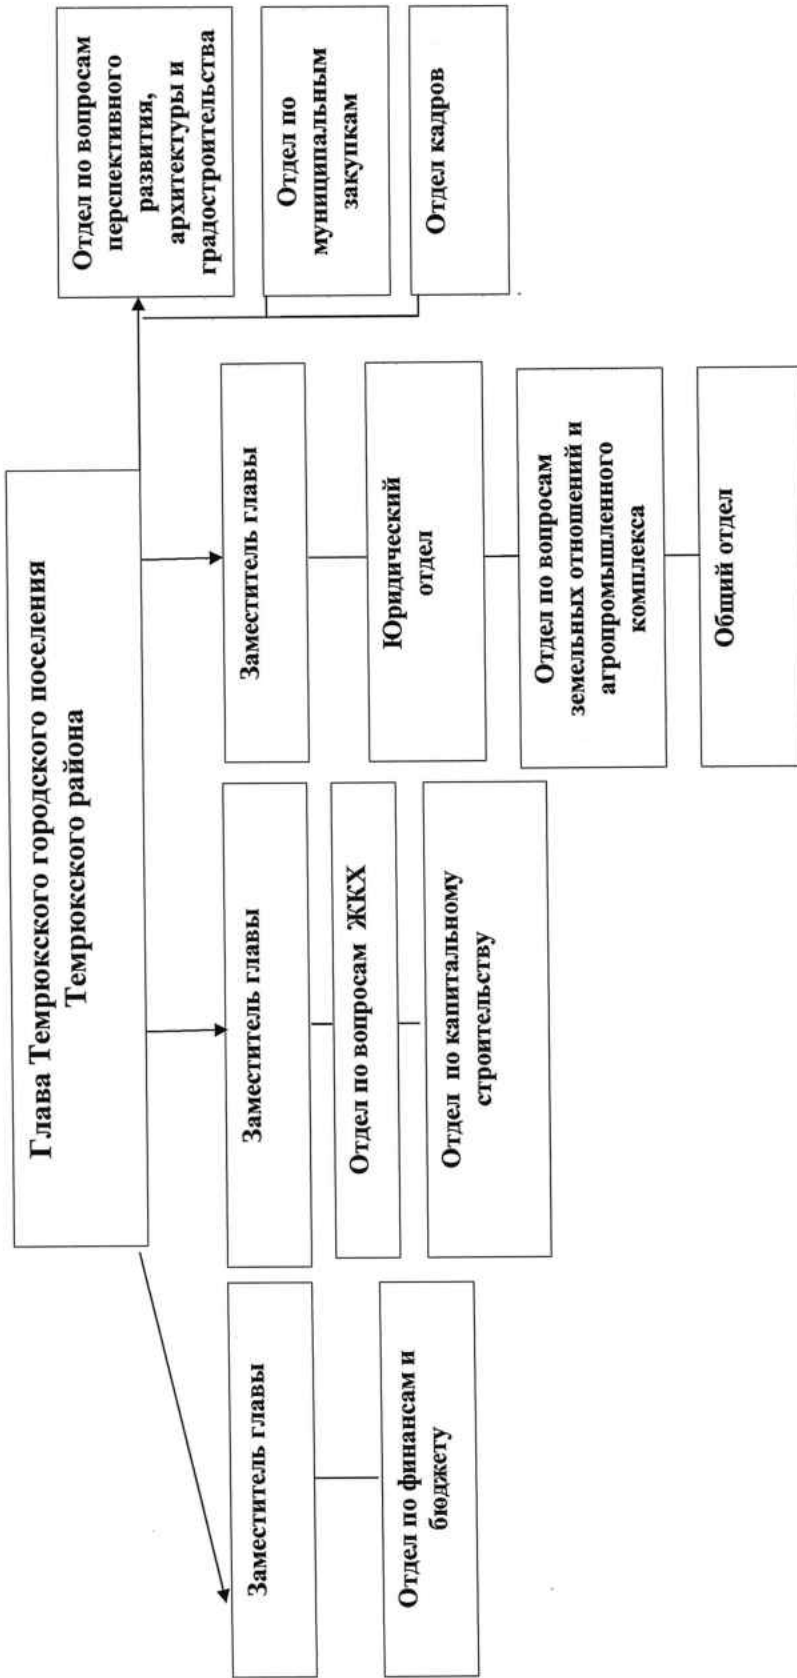 Глава Темрюкского городского поселения
Темрюкского района
Заместитель главы
Отдел по финансам и
бюджету
Заместитель главы
Отдел по вопросам ЖКХ
Отдел по капитальному
строительству
Заместитель главы
Юридический
отдел
Отдел по вопросам
земельных отношений и
агропромышленного
комплекса
Общий отдел
Отдел по вопросам
перспективного
развития,
архитектуры и
градостроительства
Отдел по
муниципальным
закупкам
Отдел кадров